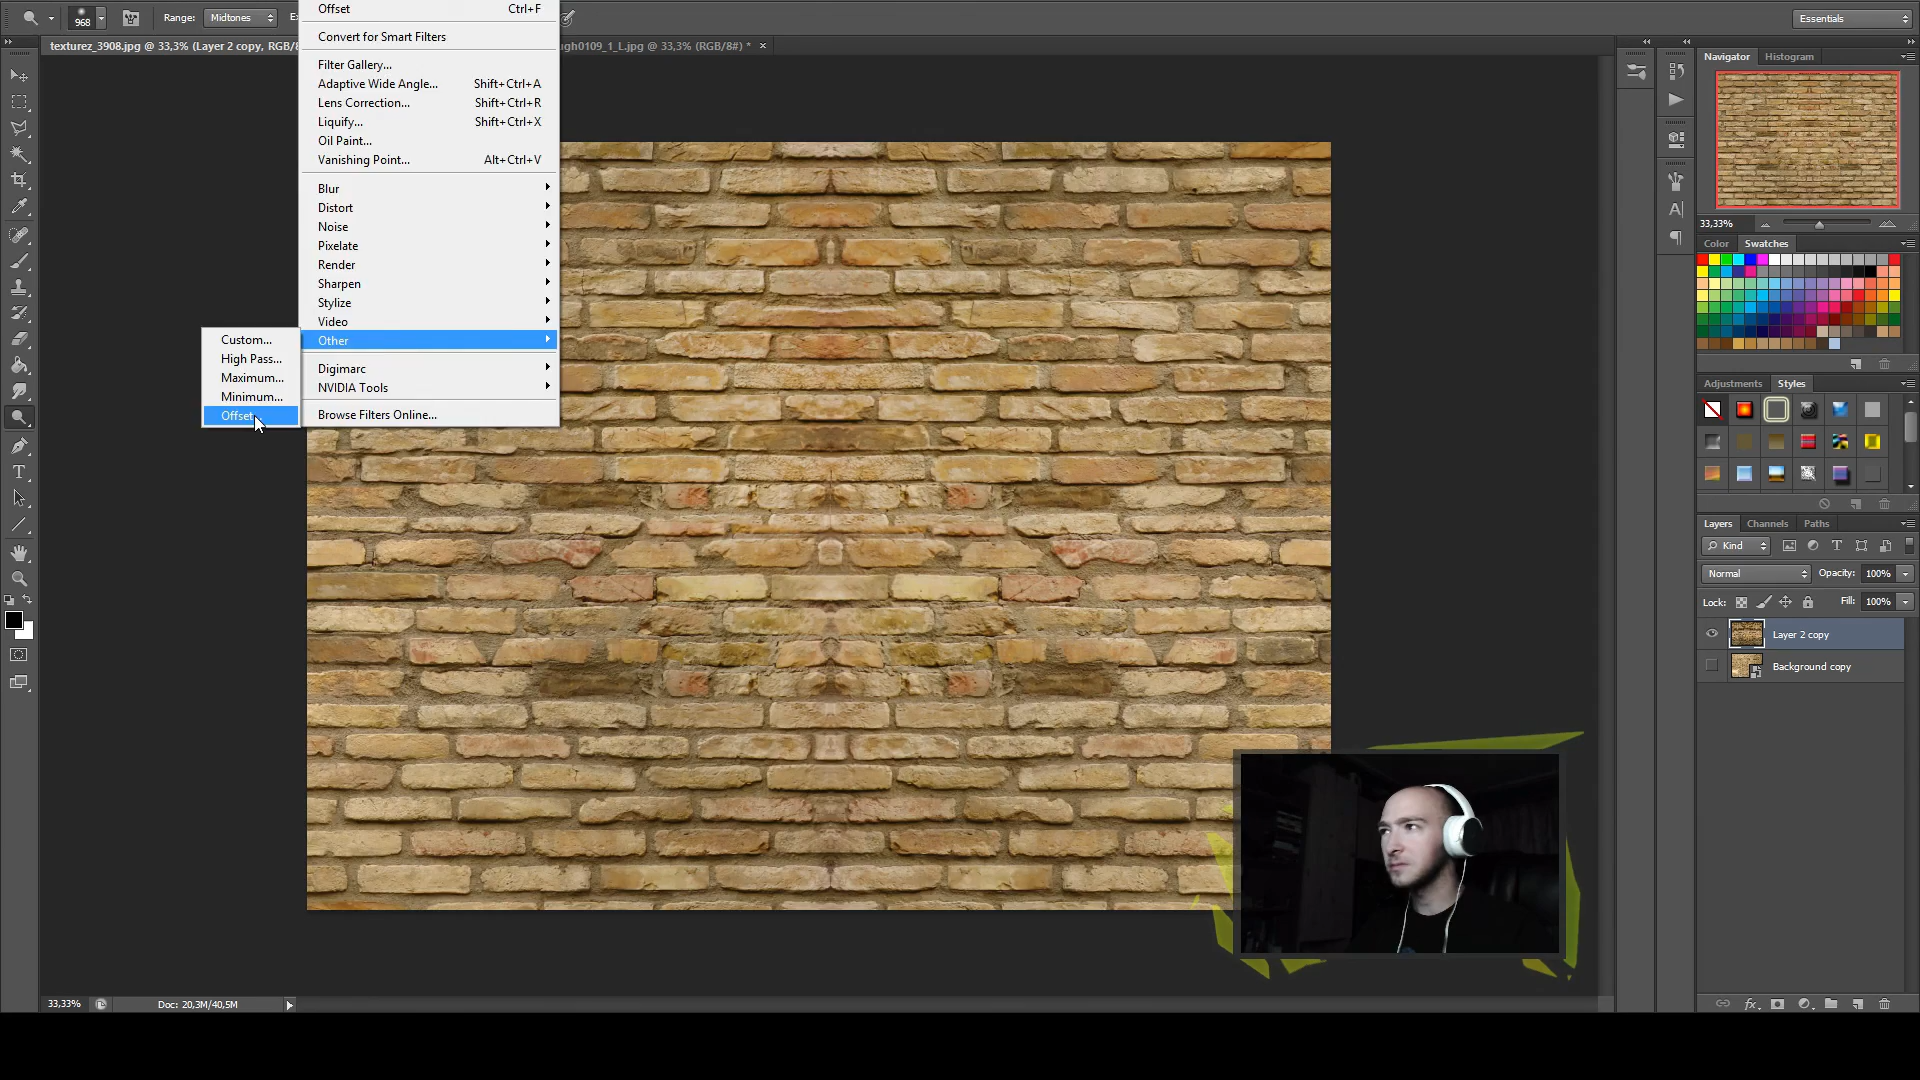 968
Range: Midtones
Essentials
texturez_3908.jpg @ 33,3% (Layer 2 copy, RGB/8
ugh0109_1_L.jpg @ 33,3% (RGB/8#) *
Offset Ctrl+F
Convert for Smart Filters
Filter Gallery...
Adaptive Wide Angle... Shift+Ctrl+A
Lens Correction... Shift+Ctrl+R
Liquify... Shift+Ctrl+X
Oil Paint...
Vanishing Point... Alt+Ctrl+V
Blur
Distort
Noise
Pixelate
Render
Sharpen
Stylize
Video
Other
Digimarc
NVIDIA Tools
Browse Filters Online...
Custom...
High Pass...
Maximum...
Minimum...
Offset...
Navigator Histogram
33,33%
Color Swatches
Adjustments Styles
Layers Channels Paths
Kind
Normal Opacity: 100%
Lock: Fill: 100%
Layer 2 copy
Background copy
33,33% Doc: 20,3M/40,5M